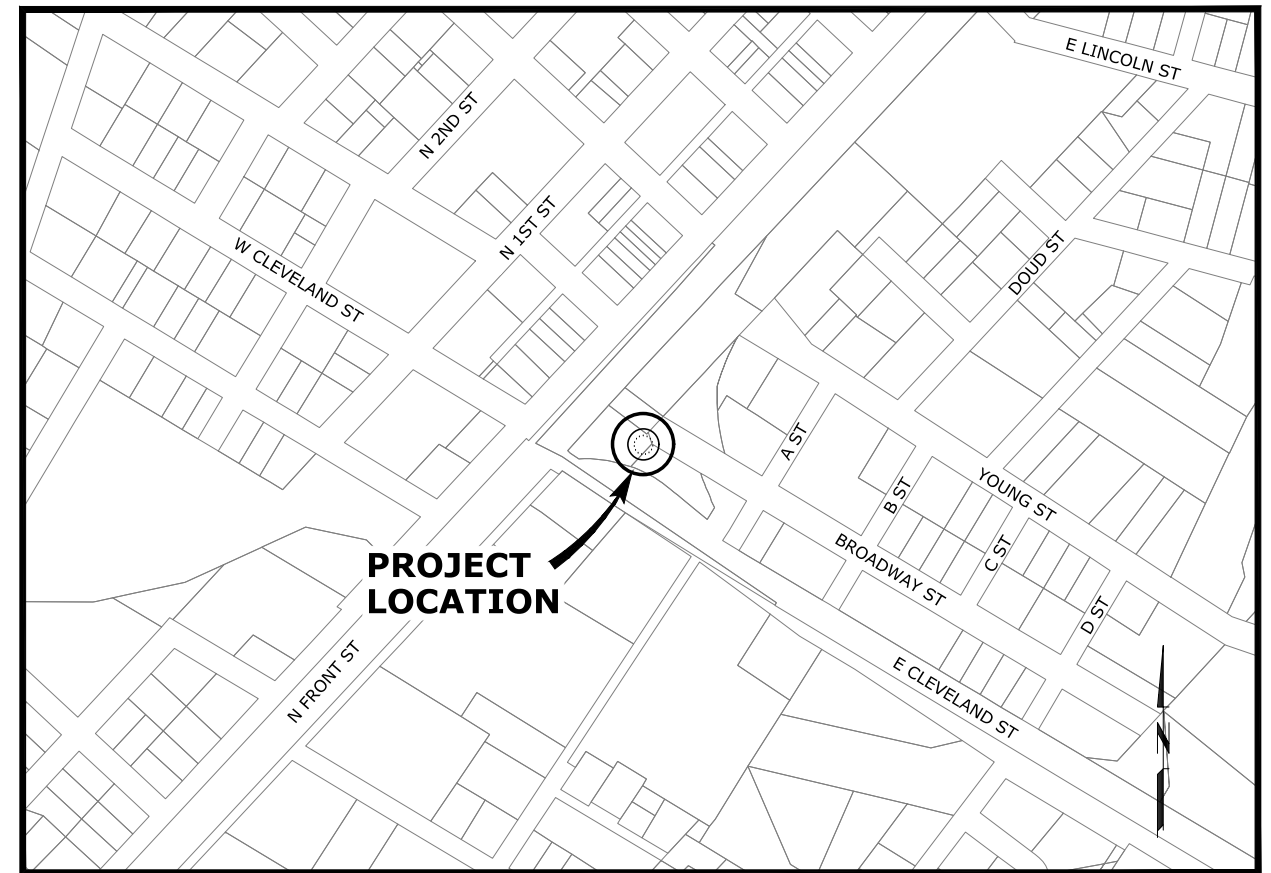 E LINCOLN ST
N 2ND ST
N 1ST ST
W CLEVELAND ST
DOUD ST
A ST
B ST
YOUNG ST
C ST
BROADWAY ST
D ST
PROJECT
LOCATION
N FRONT ST
E CLEVELAND ST
N